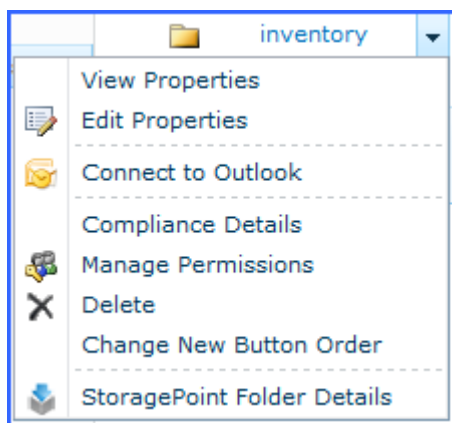 inventory
View Properties
Edit Properties
Connect to Outlook
Compliance Details
Manage Permissions
Delete
Change New Button Order
StoragePoint Folder Details